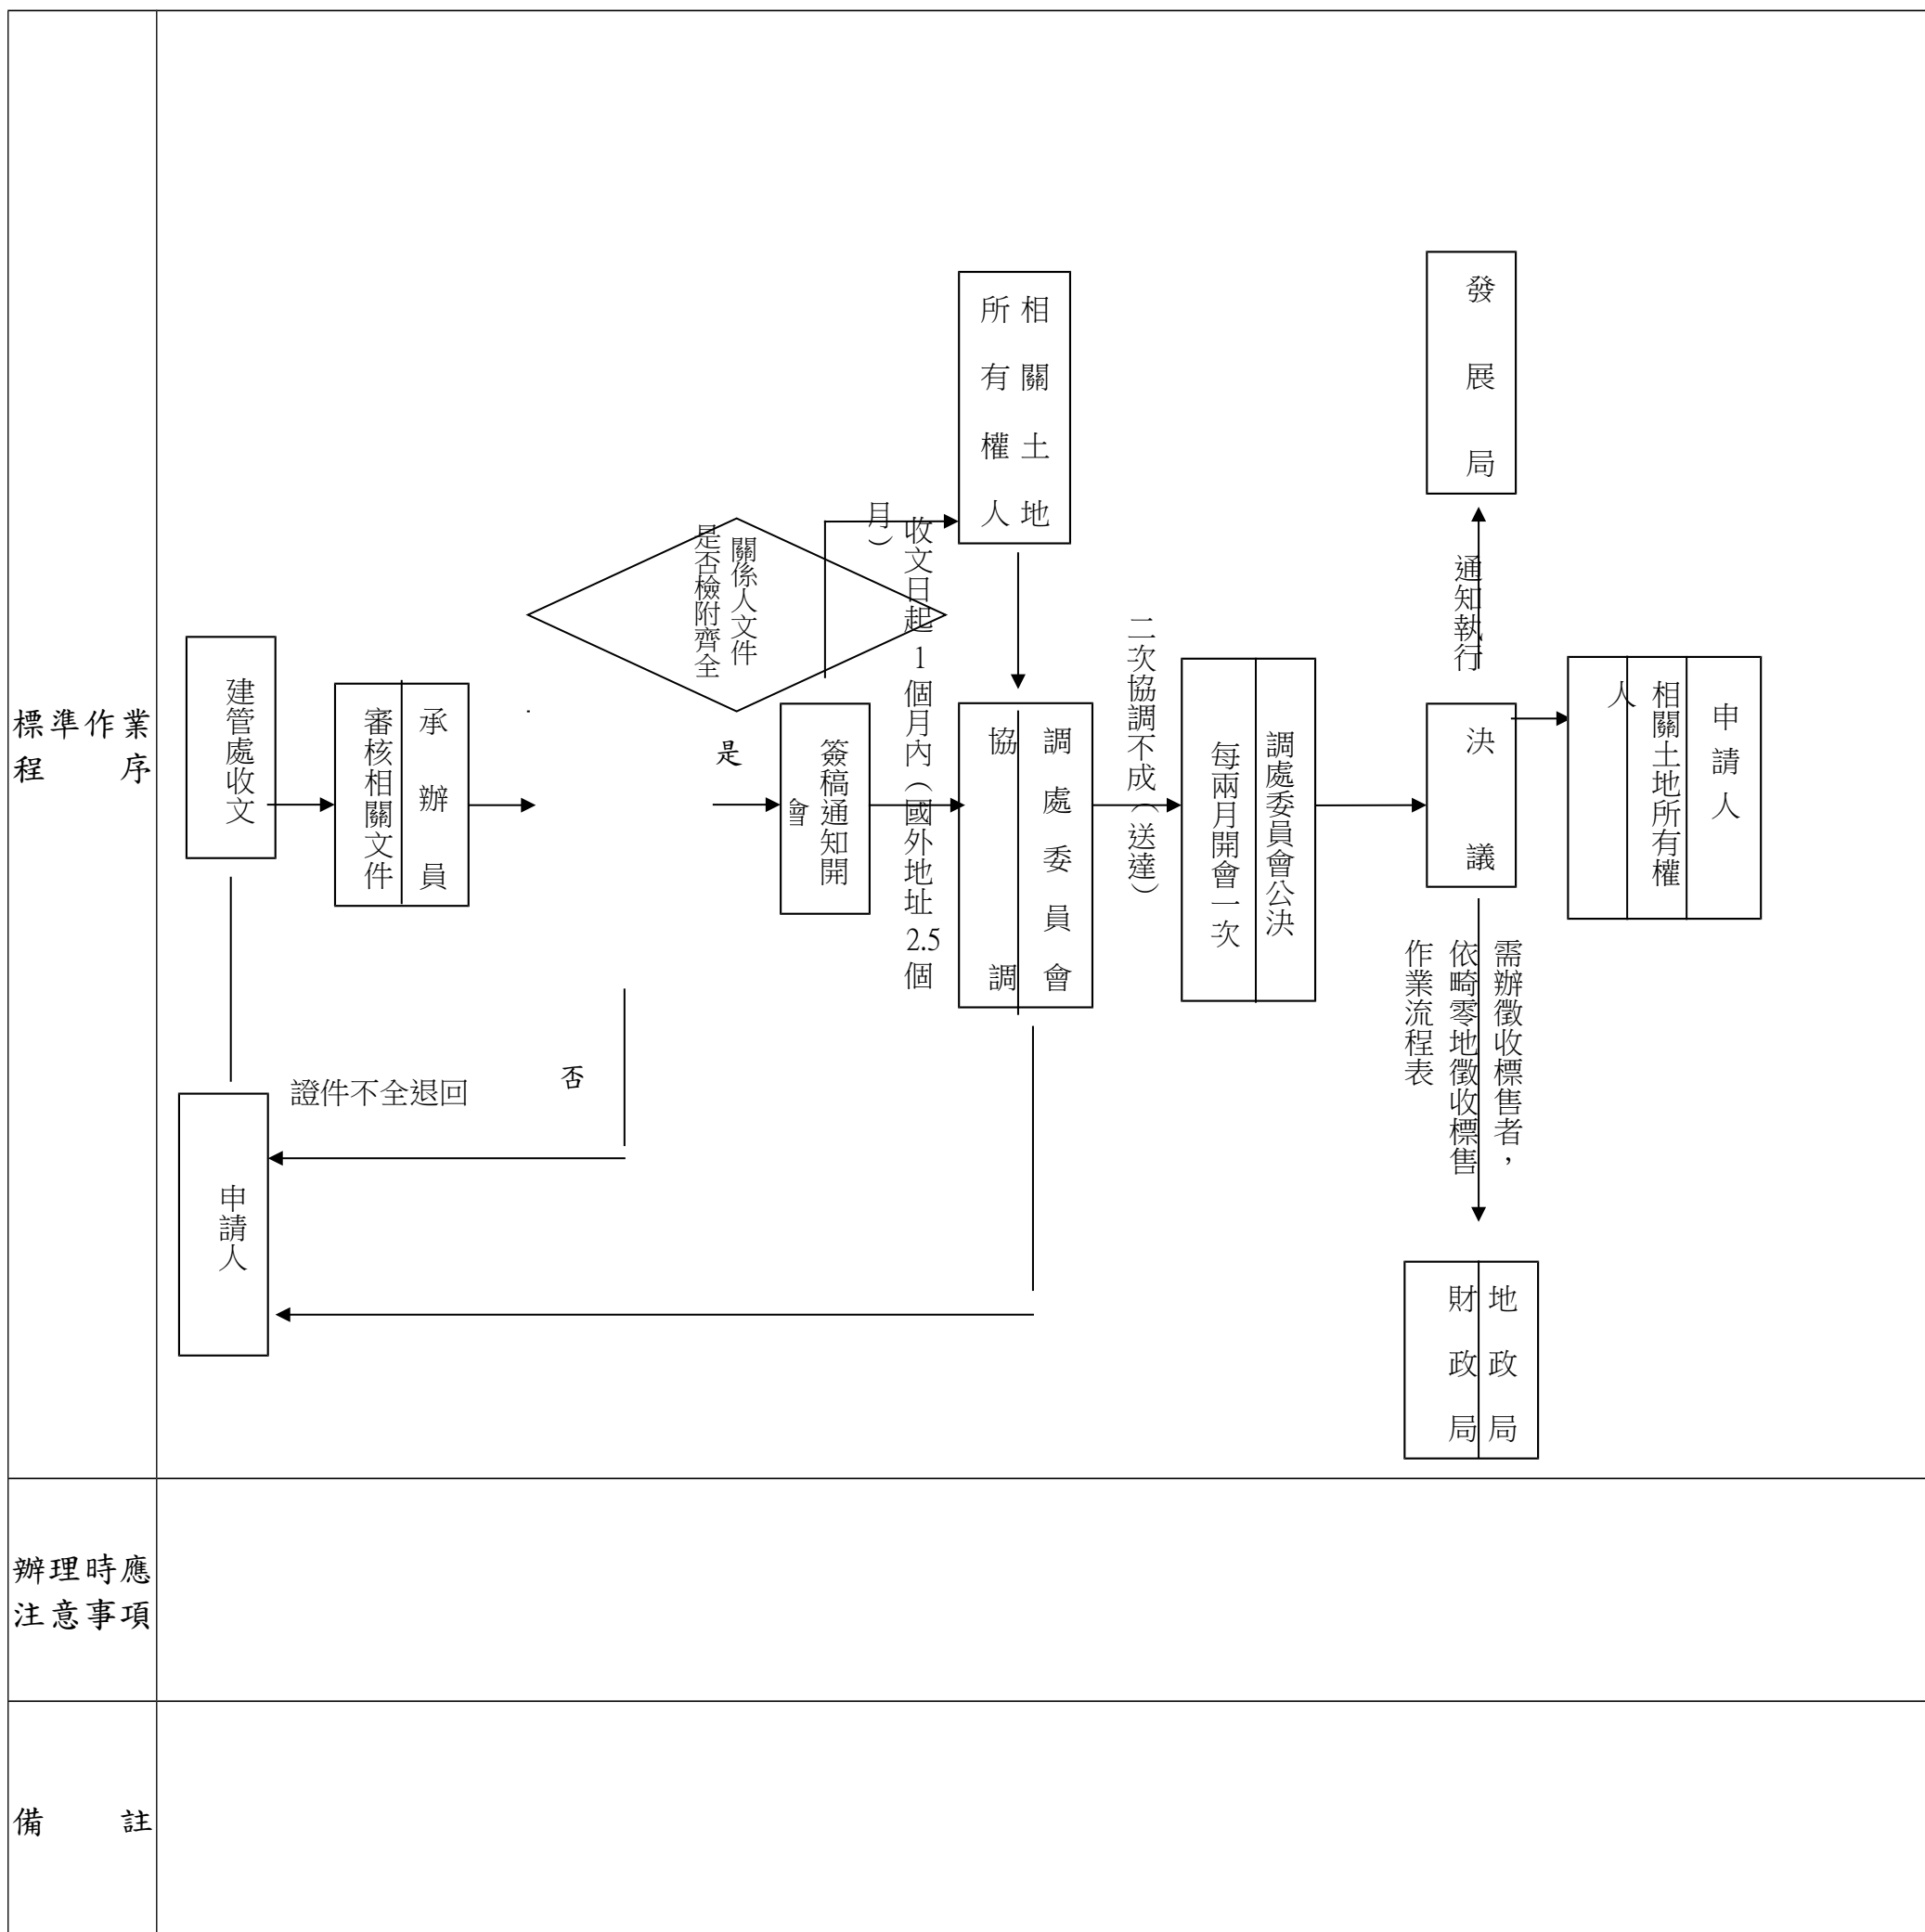 標準作業
程序
建管處收文
承辦員
審核相關文件
關係人文件
是否檢附齊全
是
否
證件不全退回
申請人
簽稿通知開
會
收文日起1個月內（國外地址2.5個
月）
相關土地
所有權人
調處委員會
協調
二次協調不成（送達）
調處委員會公決
每兩月開會一次
決議
通知執行
發展局
申請人
相關土地所有權
人
需辦徵收標售者，
依畸零地徵收標售
作業流程表
地政局
財政局
辦理時應
注意事項
備註